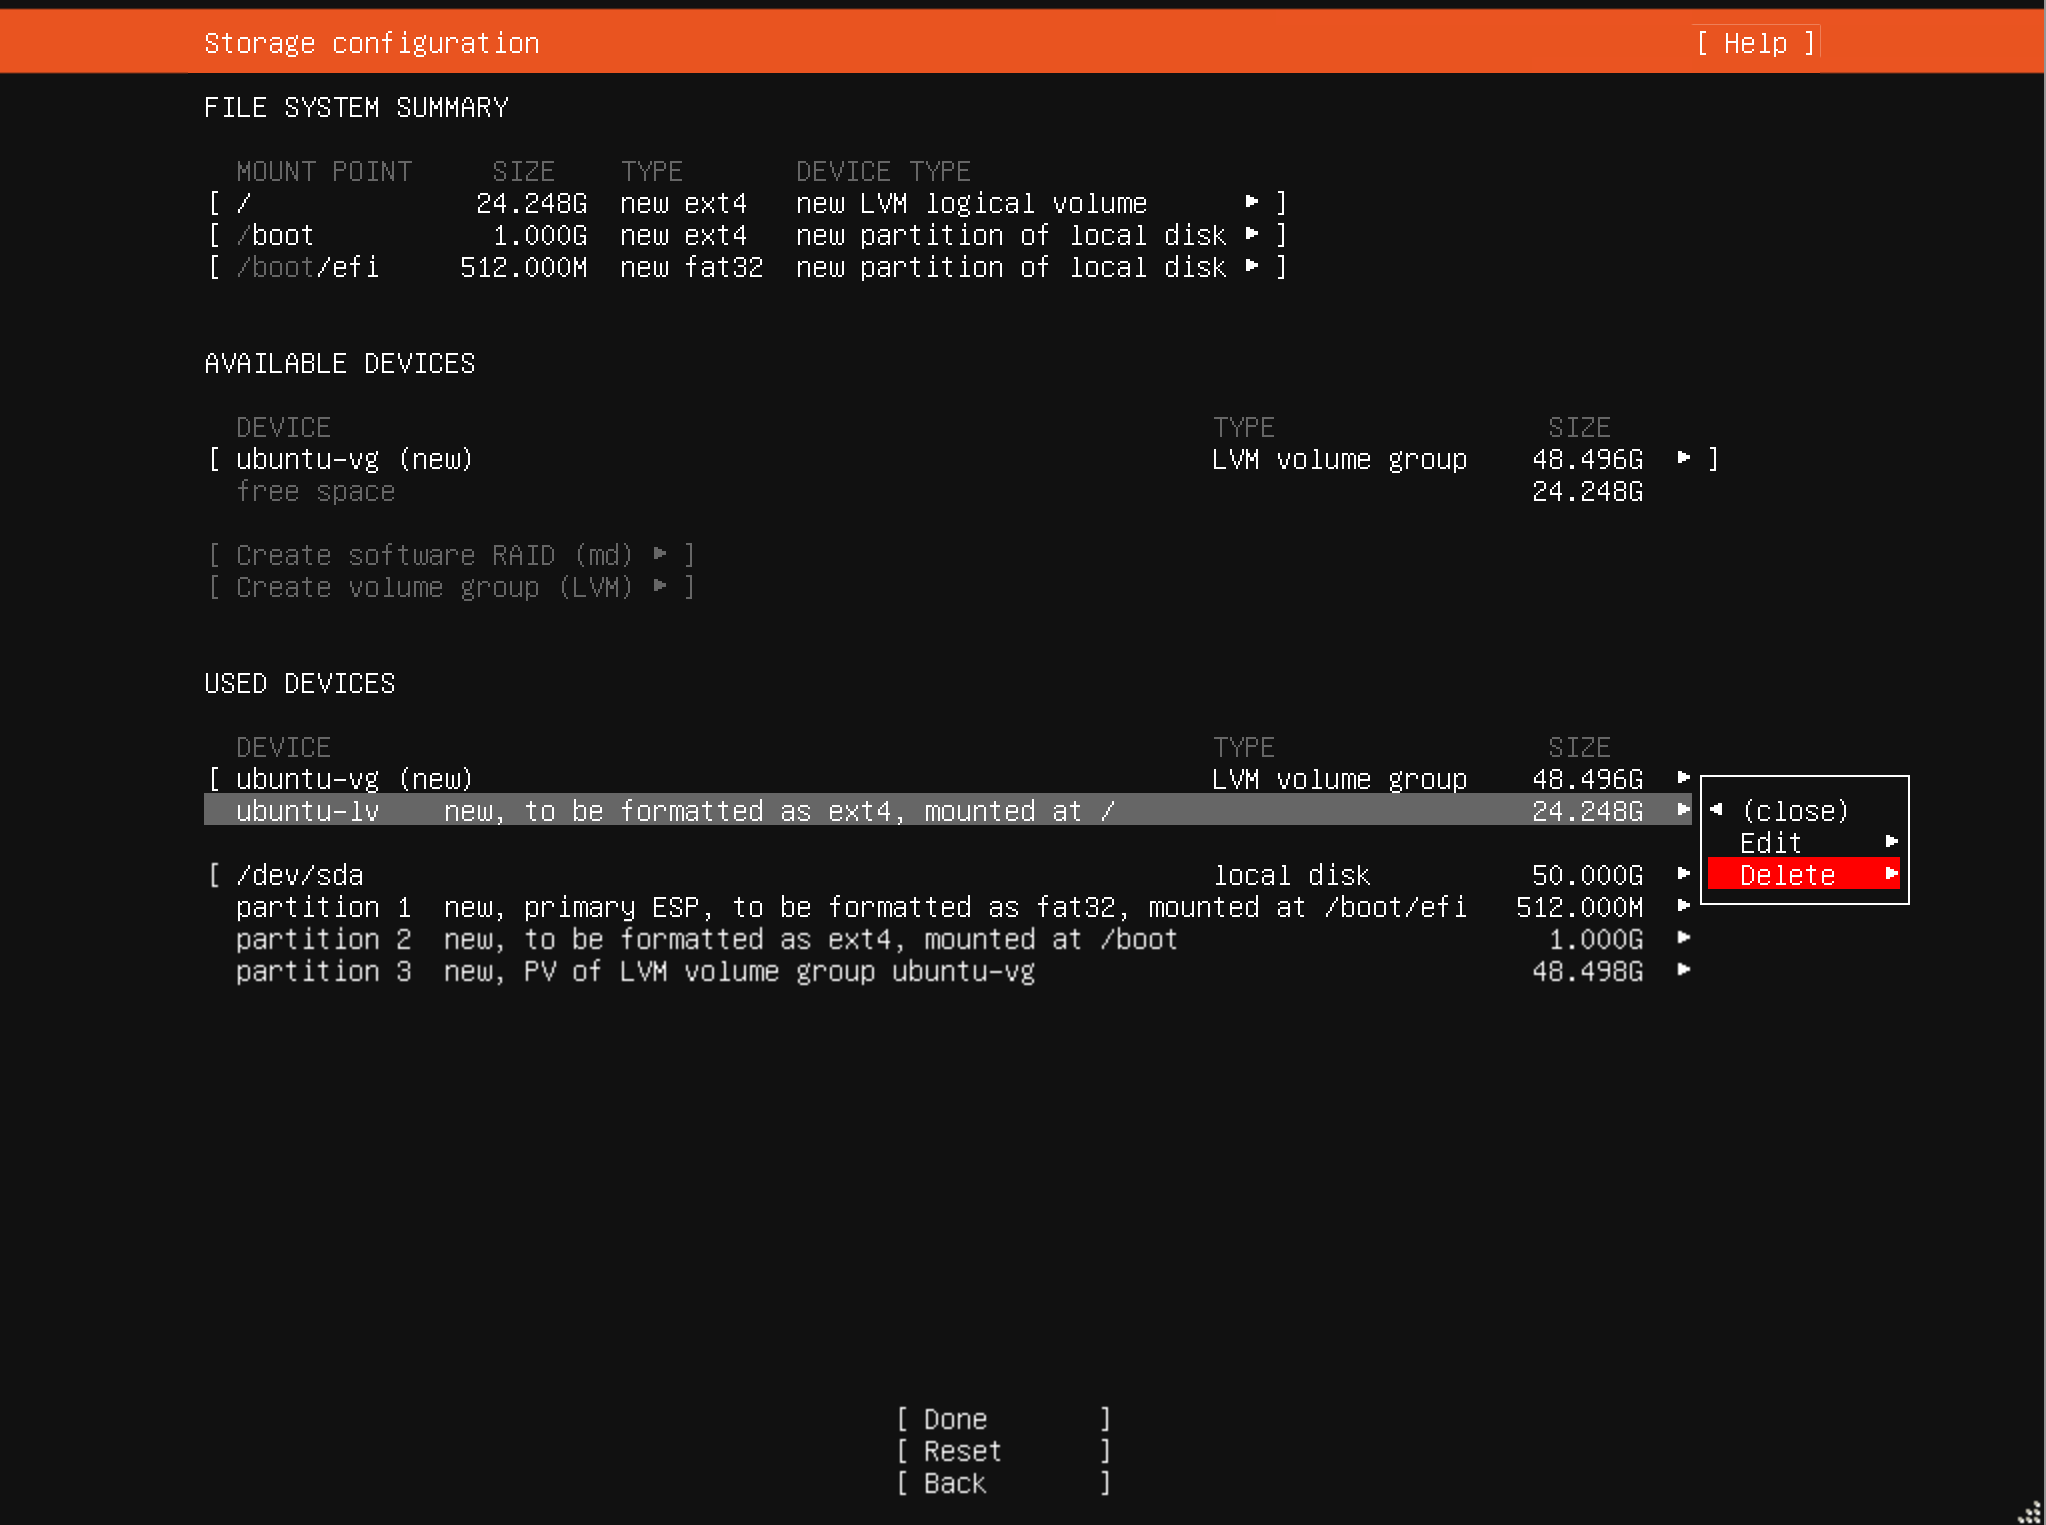 Storage configuration [ Help ]
FILE SYSTEM SUMMARY
MOUNT POINT SIZE TYPE DEVICE TYPE
[ / 24.248G new ext4 new LVM logical volume ▸ ]
[ /boot 1.000G new ext4 new partition of local disk ▸ ]
[ /boot/efi 512.000M new fat32 new partition of local disk ▸ ]
AVAILABLE DEVICES
DEVICE TYPE SIZE
[ ubuntu-vg (new) LVM volume group 48.496G ▸ ]
free space 24.248G
[ Create software RAID (md) ▸ ]
[ Create volume group (LVM) ▸ ]
USED DEVICES
DEVICE TYPE SIZE
[ ubuntu-vg (new) LVM volume group 48.496G ▸
ubuntu-lv new, to be formatted as ext4, mounted at / 24.248G ▸ ◂ (close)
Edit ▸
[ /dev/sda local disk 50.000G ▸ Delete ▸
partition 1 new, primary ESP, to be formatted as fat32, mounted at /boot/efi 512.000M ▸
partition 2 new, to be formatted as ext4, mounted at /boot 1.000G ▸
partition 3 new, PV of LVM volume group ubuntu-vg 48.498G ▸
[ Done ]
[ Reset ]
[ Back ]